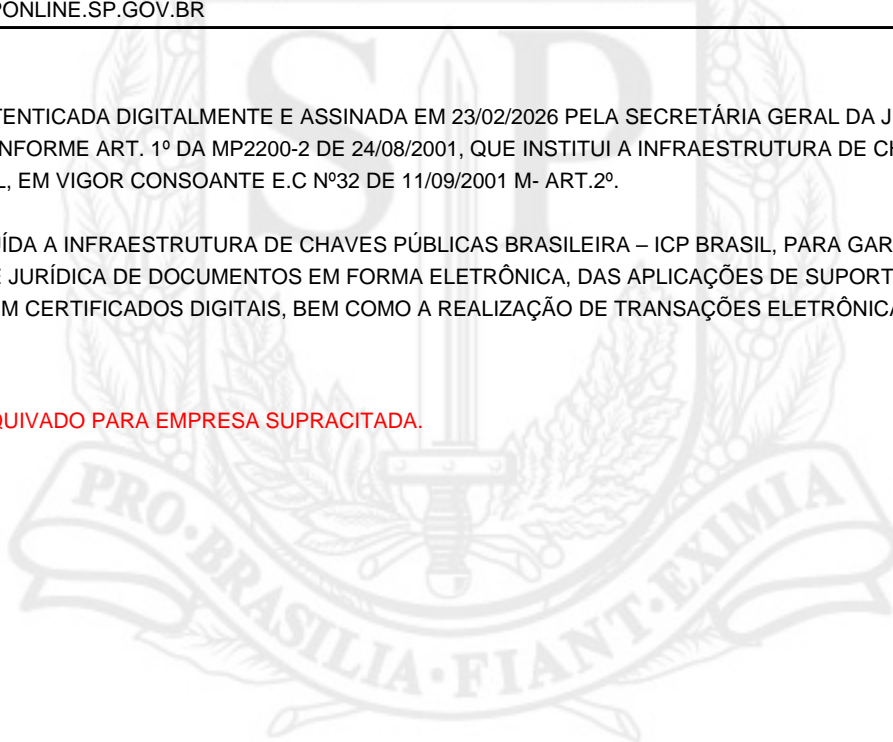 PONLINE.SP.GOV.BR
TENTICADA DIGITALMENTE E ASSINADA EM 23/02/2026 PELA SECRETÁRIA GERAL DA J
NFORME ART. 1º DA MP2200-2 DE 24/08/2001, QUE INSTITUI A INFRAESTRUTURA DE CH
L, EM VIGOR CONSOANTE E.C Nº32 DE 11/09/2001 M- ART.2º.
ÍDA A INFRAESTRUTURA DE CHAVES PÚBLICAS BRASILEIRA – ICP BRASIL, PARA GAR
E JURÍDICA DE DOCUMENTOS EM FORMA ELETRÔNICA, DAS APLICAÇÕES DE SUPORT
M CERTIFICADOS DIGITAIS, BEM COMO A REALIZAÇÃO DE TRANSAÇÕES ELETRÔNICA
QUIVADO PARA EMPRESA SUPRACITADA.
SP
PRO·BRASILIA·FIANT·EXIMIA